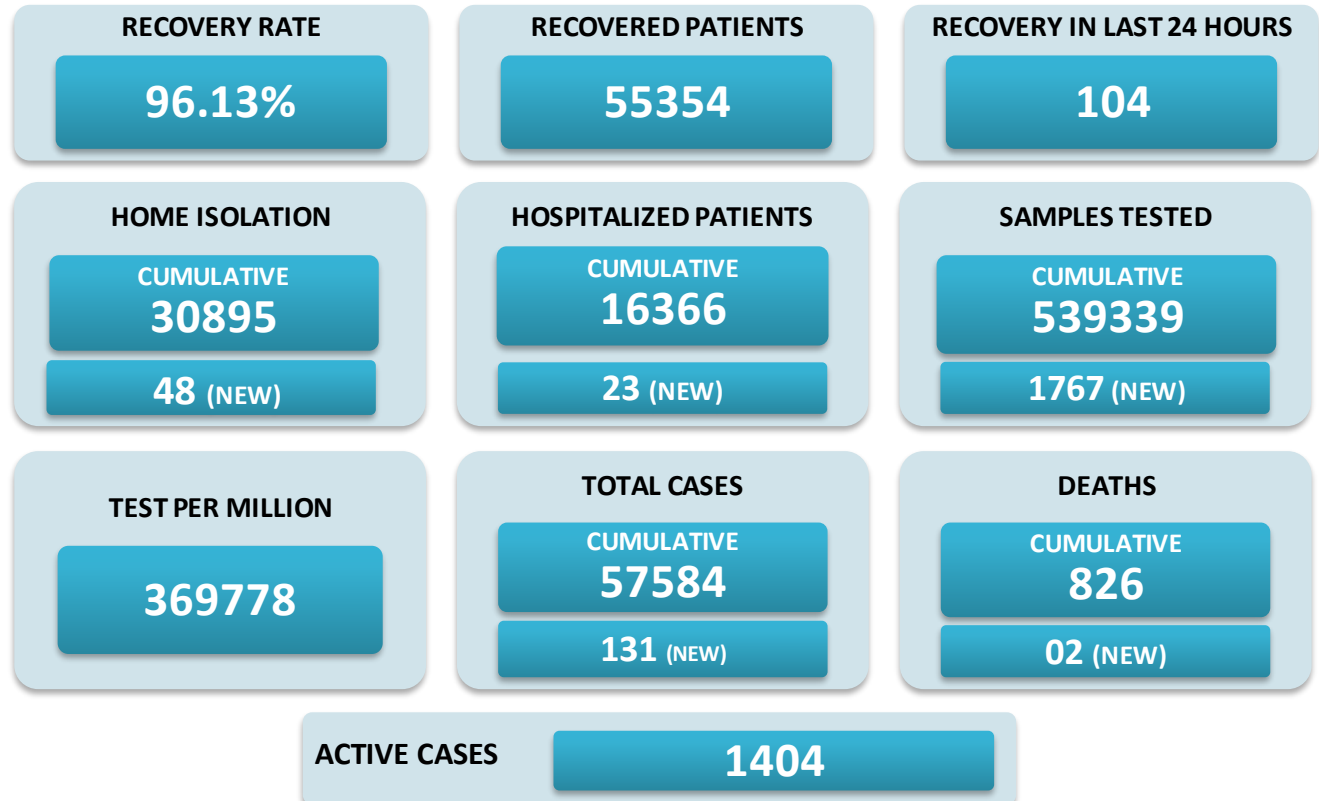 RECOVERY RATE
96.13%
RECOVERED PATIENTS
55354
RECOVERY IN LAST 24 HOURS
104
HOME ISOLATION
CUMULATIVE
30895
48 (NEW)
HOSPITALIZED PATIENTS
CUMULATIVE
16366
23 (NEW)
SAMPLES TESTED
CUMULATIVE
539339
1767 (NEW)
TEST PER MILLION
369778
TOTAL CASES
CUMULATIVE
57584
131 (NEW)
DEATHS
CUMULATIVE
826
02 (NEW)
ACTIVE CASES
1404